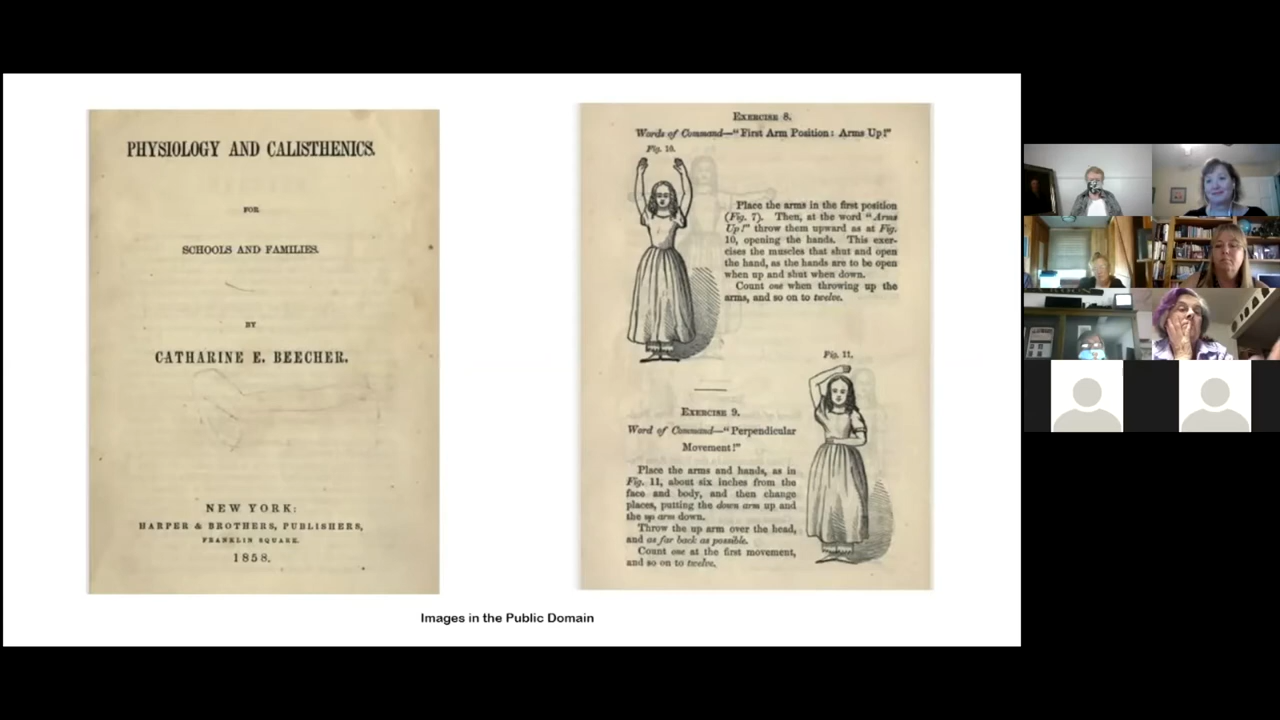 PHYSIOLOGY AND CALISTHENICS.
FOR
SCHOOLS AND FAMILIES.
BY
CATHARINE E. BEECHER.
NEW YORK:
HARPER & BROTHERS, PUBLISHERS,
FRANKLIN SQUARE.
1858.
EXERCISE 8.
Words of Command—"First Arm Position: Arms Up!"
Fig. 10.
Place the arms in the first position
(Fig. 7). Then, at the word "Arms
Up!" throw them upward as at Fig.
10, opening the hands. This exer-
cises the muscles that shut and open
the hand, as the hands are to be open
when up and shut when down.
Count one when throwing up the
arms, and so on to twelve.
Fig. 11.
EXERCISE 9.
Word of Command—"Perpendicular
Movement!"
Place the arms and hands, as in
Fig. 11, about six inches from the
face and body, and then change
places, putting the down arm up and
the up arm down.
Throw the up arm over the head,
and as far back as possible.
Count one at the first movement,
and so on to twelve.
Images in the Public Domain